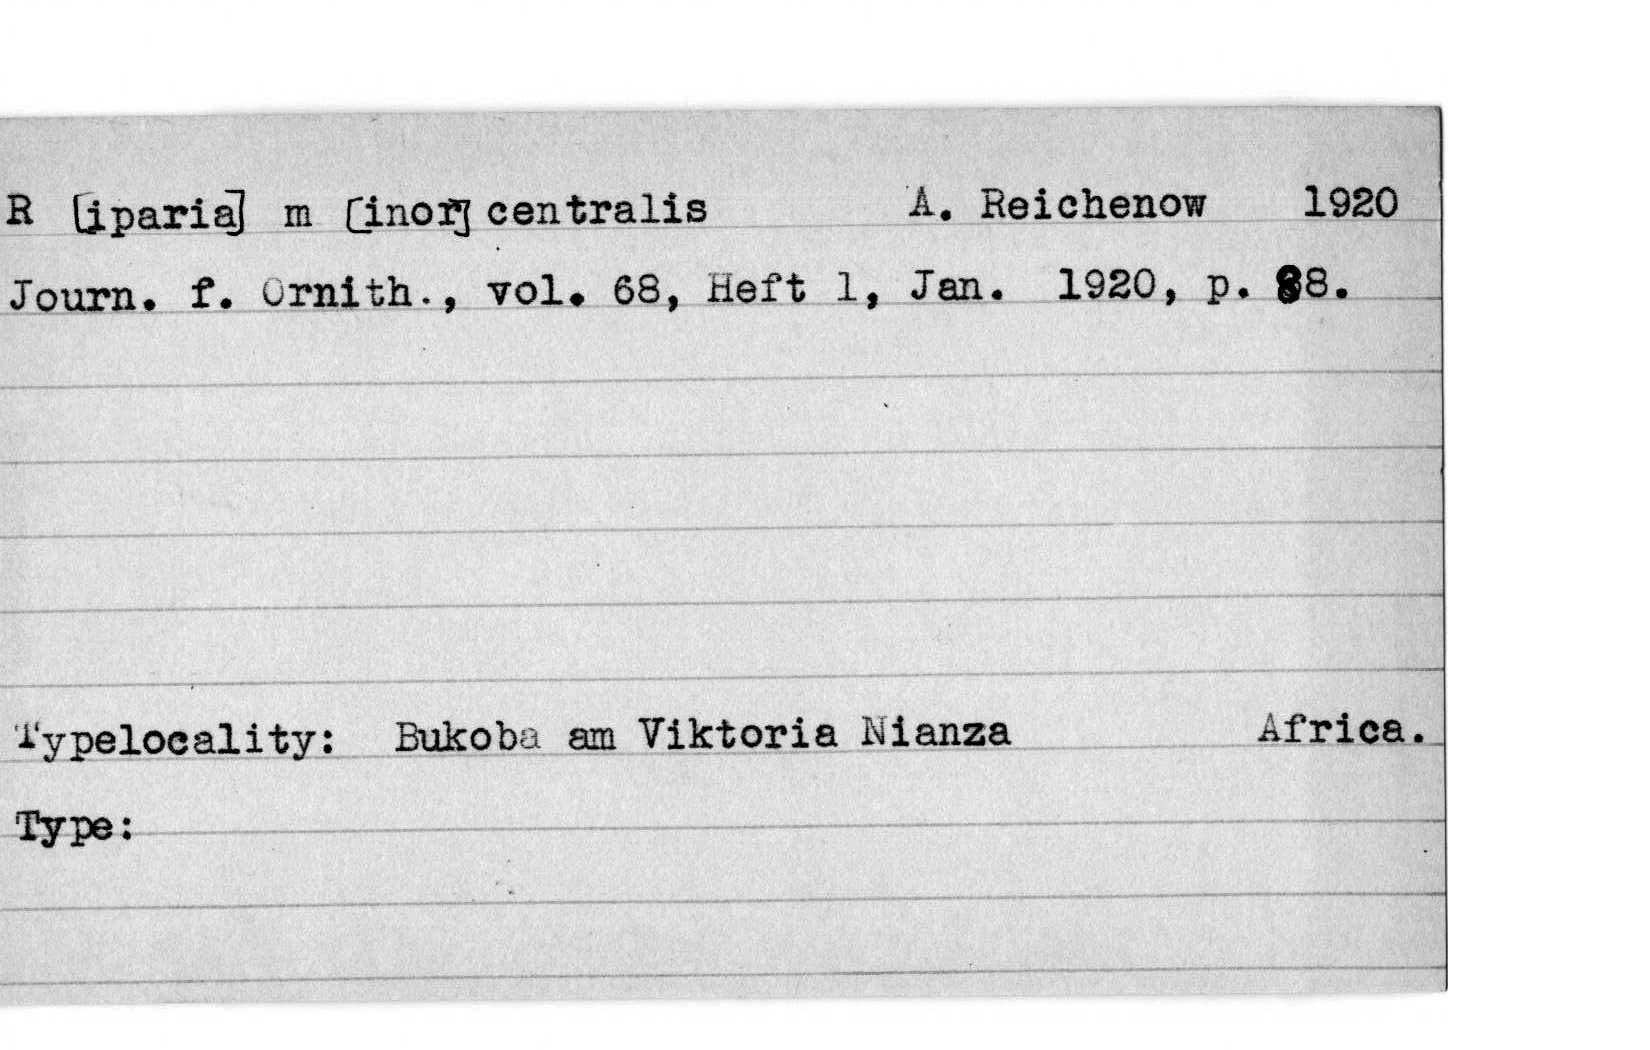 R [iparia] m [inor] centralis A. Reichenow 1920
Journ. f. Ornith., vol. 68, Heft 1, Jan. 1920, p. 88.
Typelocality: Bukoba am Viktoria Nianza Africa.
Type: